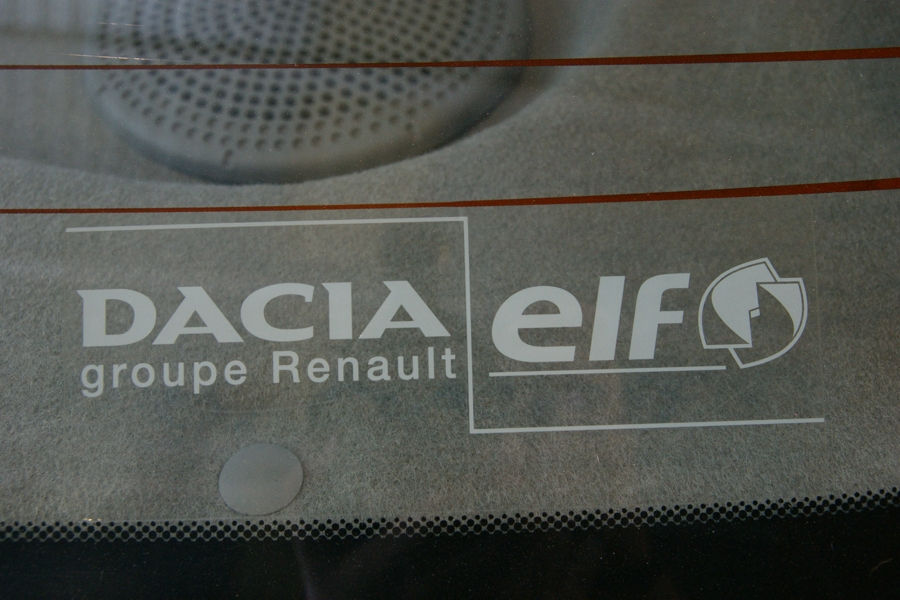 DACIA
groupe Renault
elf